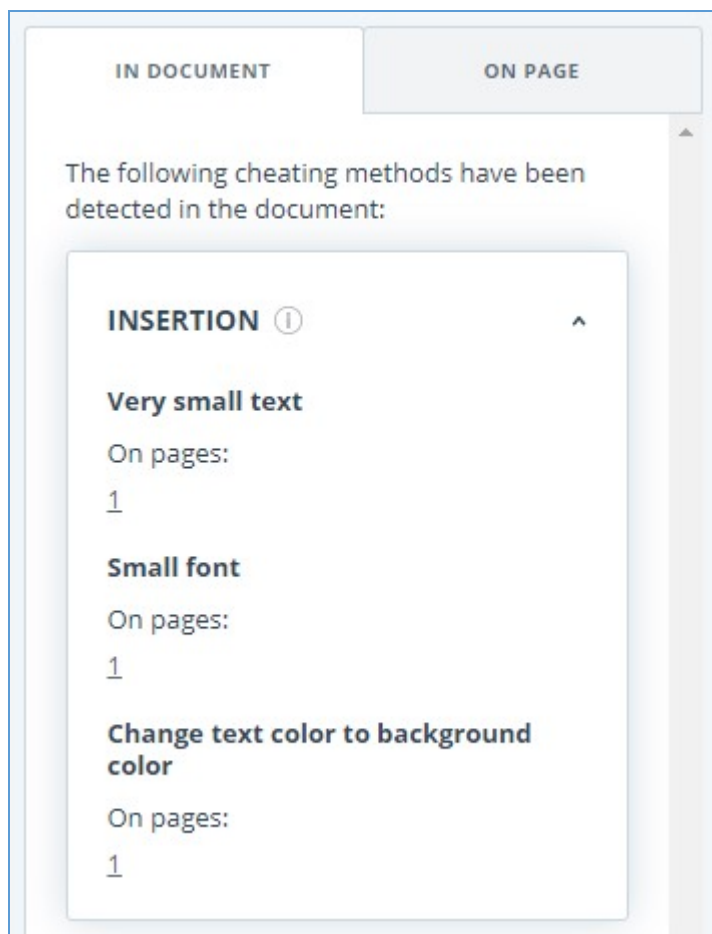 IN DOCUMENT
ON PAGE
The following cheating methods have been
detected in the document:
INSERTION
Very small text
On pages:
1
Small font
On pages:
1
Change text color to background
color
On pages:
1